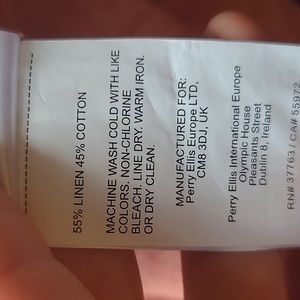 55% LINEN 45% COTTON
MACHINE WASH COLD WITH LIKE
COLORS. NON-CHLORINE
BLEACH. LINE DRY. WARM IRON.
OR DRY CLEAN.
MANUFACTURED FOR:
Perry Ellis Europe LTD,
CM8 3DJ, UK
Perry Ellis International Europe
Olympic House
Pleasants Street
Dublin 8, Ireland
RN# 37763 / CA# 55972